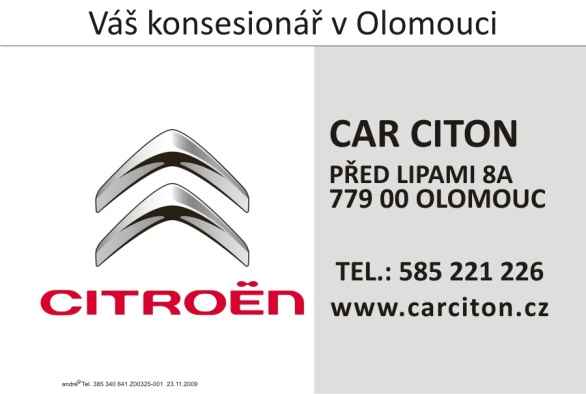 Váš konsesionář v Olomouci
CITROËN
CAR CITON
PŘED LIPAMI 8A
779 00 OLOMOUC
TEL.: 585 221 226
www.carciton.cz
andré® Tel. 385 340 641 Z00325-001 23.11.2009